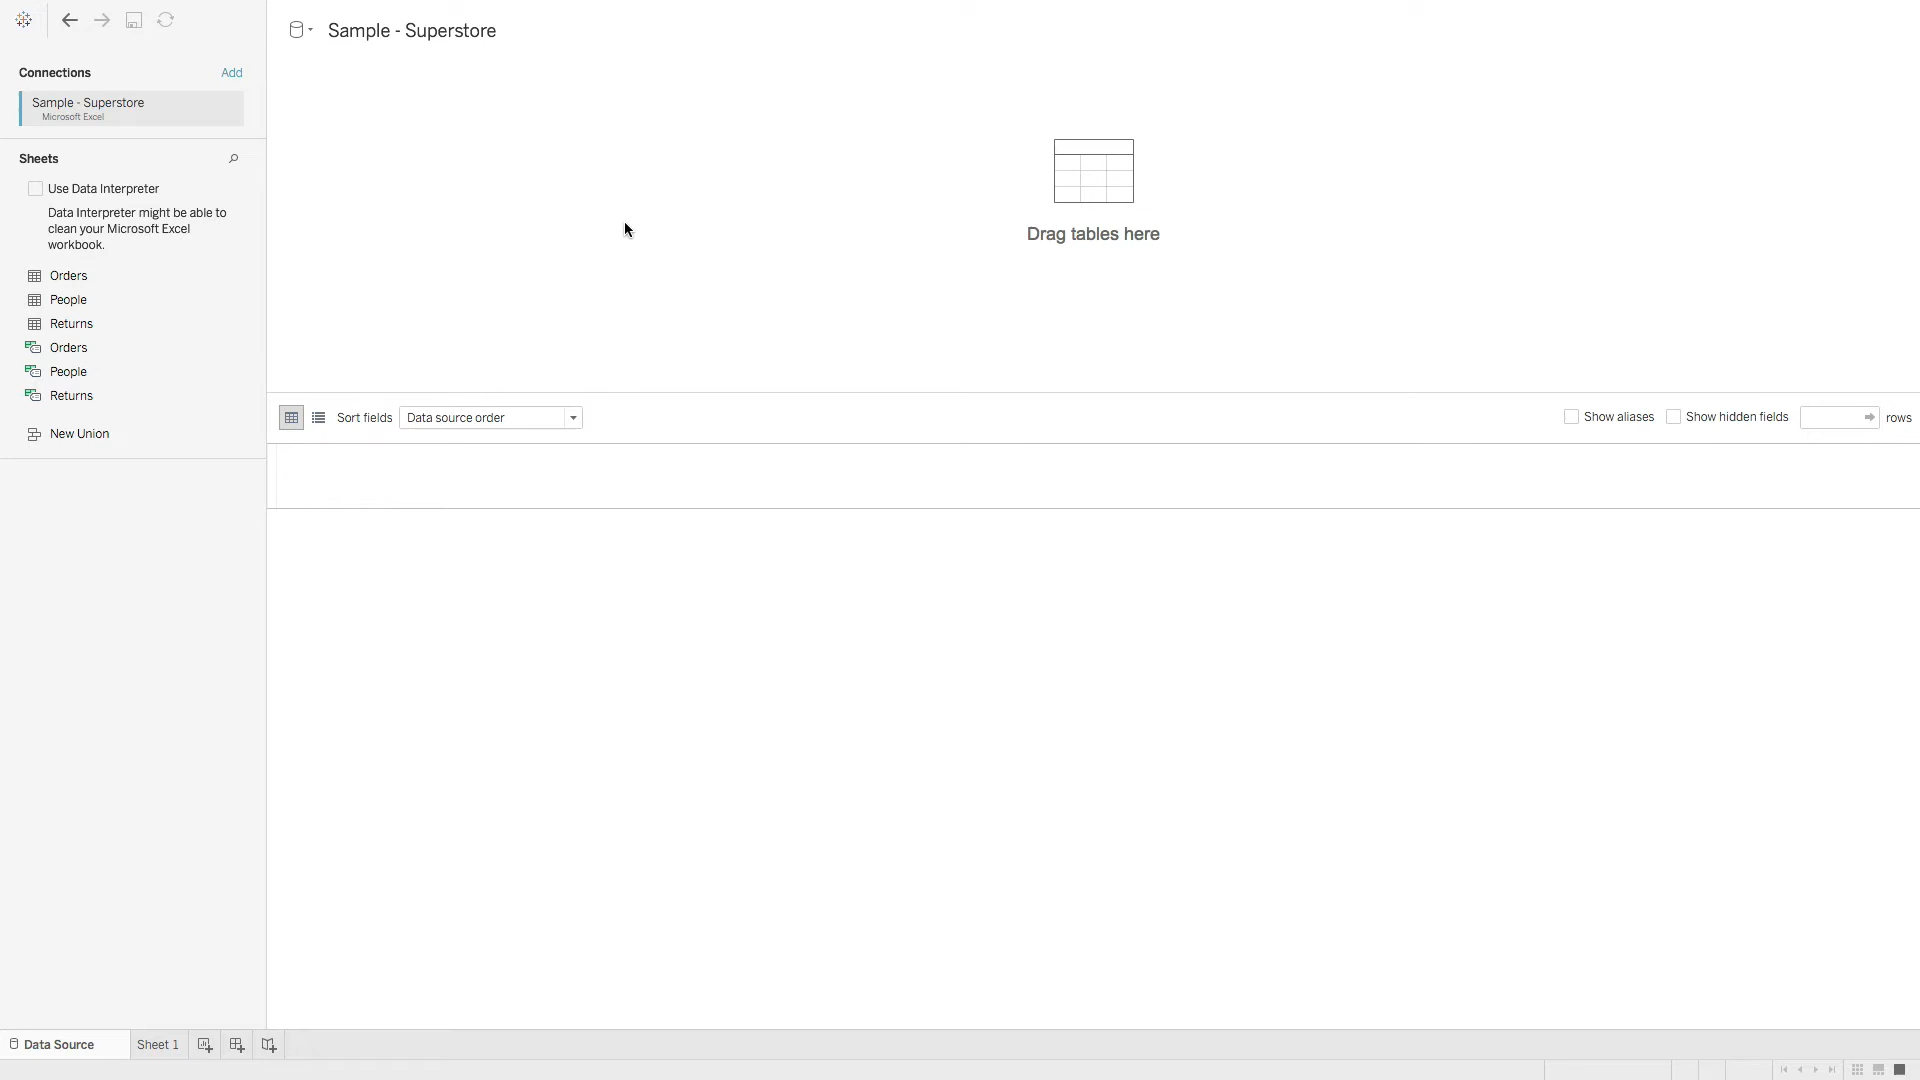 Sample - Superstore
Connections
Add
Sample - Superstore
Microsoft Excel
Sheets
Use Data Interpreter
Data Interpreter might be able to
clean your Microsoft Excel
workbook.
Orders
People
Returns
Orders
People
Returns
New Union
Drag tables here
Sort fields
Data source order
Show aliases
Show hidden fields
rows
Data Source
Sheet 1